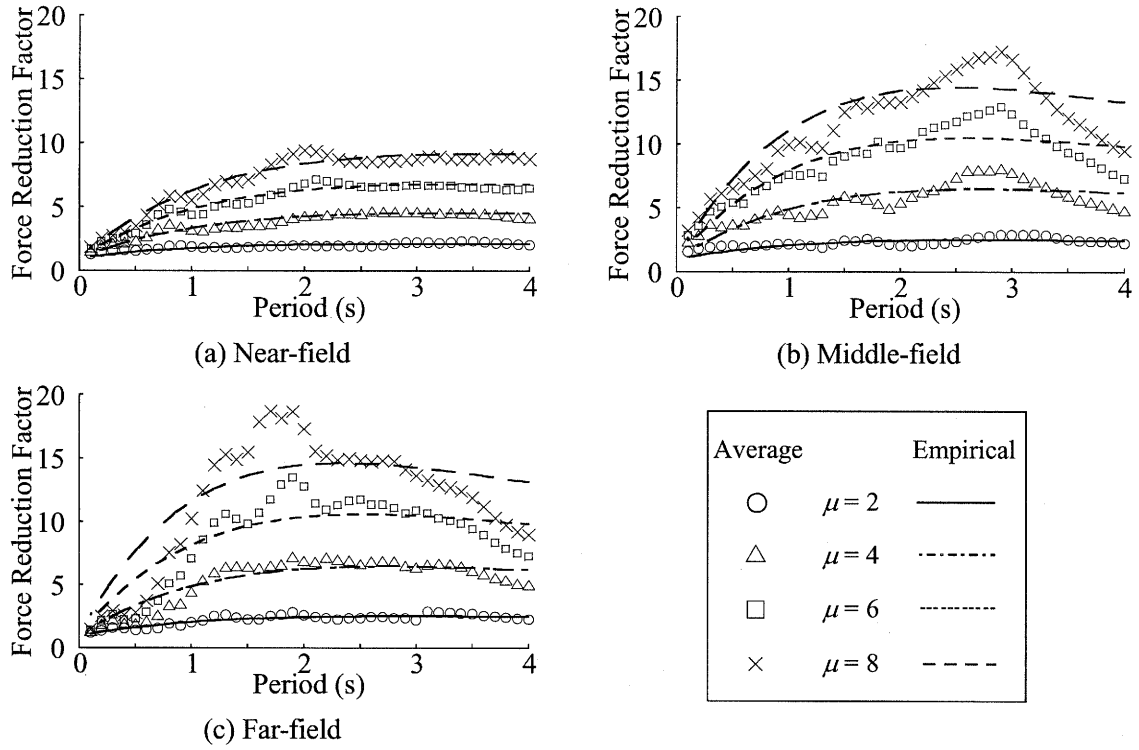 Force Reduction Factor
20
15
10
5
0
0
1
2
3
4
Period (s)
(a) Near-field
Force Reduction Factor
20
15
10
5
0
0
1
2
3
4
Period (s)
(b) Middle-field
Force Reduction Factor
20
15
10
5
0
0
1
2
3
4
Period (s)
(c) Far-field
Average Empirical
μ = 2
μ = 4
μ = 6
μ = 8